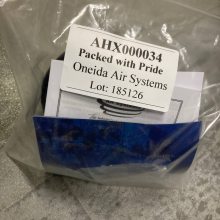 AHX000034
Packed with Pride
Oneida Air Systems
Lot: 185126